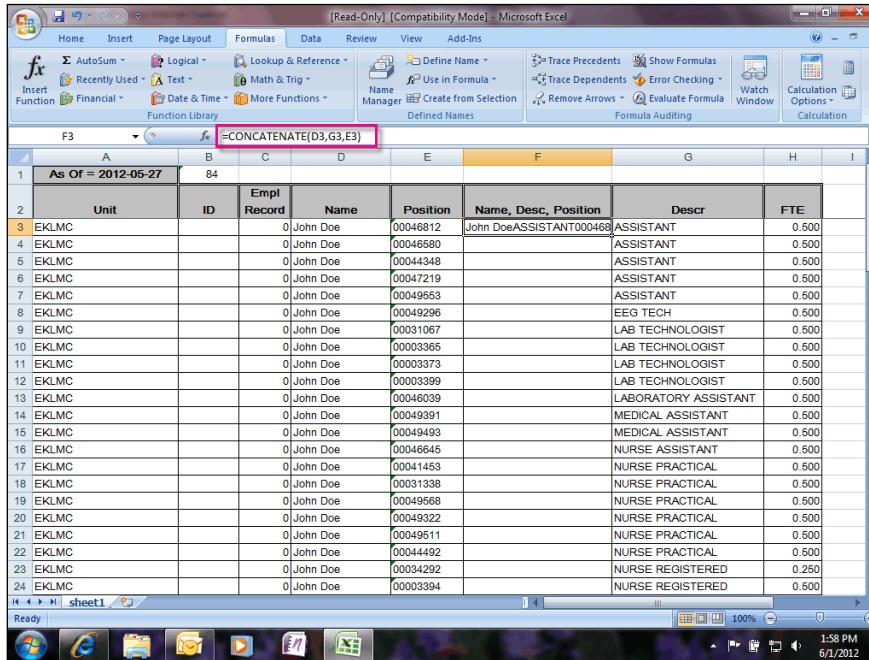 [Read-Only] [Compatibility Mode] - Microsoft Excel
Home Insert Page Layout Formulas Data Review View Add-Ins
fx Σ AutoSum Logical Lookup & Reference Define Name Trace Precedents Show Formulas
Recently Used Text Math & Trig Use in Formula Trace Dependents Error Checking
Insert Function Financial Date & Time More Functions Name Manager Create from Selection Remove Arrows Evaluate Formula Watch Window Calculation Options
Function Library Defined Names Formula Auditing Calculation
F3 fx =CONCATENATE(D3,G3,E3)
A B C D E F G H I
1 As Of = 2012-05-27 84
2 Unit ID Empl Record Name Position Name, Desc, Position Descr FTE
3 EKLMC 0 John Doe 00046812 John DoeASSISTANT000468 ASSISTANT 0.500
4 EKLMC 0 John Doe 00046580 ASSISTANT 0.500
5 EKLMC 0 John Doe 00044348 ASSISTANT 0.500
6 EKLMC 0 John Doe 00047219 ASSISTANT 0.500
7 EKLMC 0 John Doe 00049553 ASSISTANT 0.500
8 EKLMC 0 John Doe 00049296 EEG TECH 0.500
9 EKLMC 0 John Doe 00031067 LAB TECHNOLOGIST 0.500
10 EKLMC 0 John Doe 00003365 LAB TECHNOLOGIST 0.500
11 EKLMC 0 John Doe 00003373 LAB TECHNOLOGIST 0.500
12 EKLMC 0 John Doe 00003399 LAB TECHNOLOGIST 0.500
13 EKLMC 0 John Doe 00046039 LABORATORY ASSISTANT 0.500
14 EKLMC 0 John Doe 00049391 MEDICAL ASSISTANT 0.500
15 EKLMC 0 John Doe 00049493 MEDICAL ASSISTANT 0.500
16 EKLMC 0 John Doe 00046645 NURSE ASSISTANT 0.500
17 EKLMC 0 John Doe 00041453 NURSE PRACTICAL 0.500
18 EKLMC 0 John Doe 00031338 NURSE PRACTICAL 0.500
19 EKLMC 0 John Doe 00049568 NURSE PRACTICAL 0.500
20 EKLMC 0 John Doe 00049322 NURSE PRACTICAL 0.500
21 EKLMC 0 John Doe 00049511 NURSE PRACTICAL 0.500
22 EKLMC 0 John Doe 00044492 NURSE PRACTICAL 0.500
23 EKLMC 0 John Doe 00034292 NURSE REGISTERED 0.250
24 EKLMC 0 John Doe 00003394 NURSE REGISTERED 0.500
sheet1
Ready 100%
1:58 PM
6/1/2012